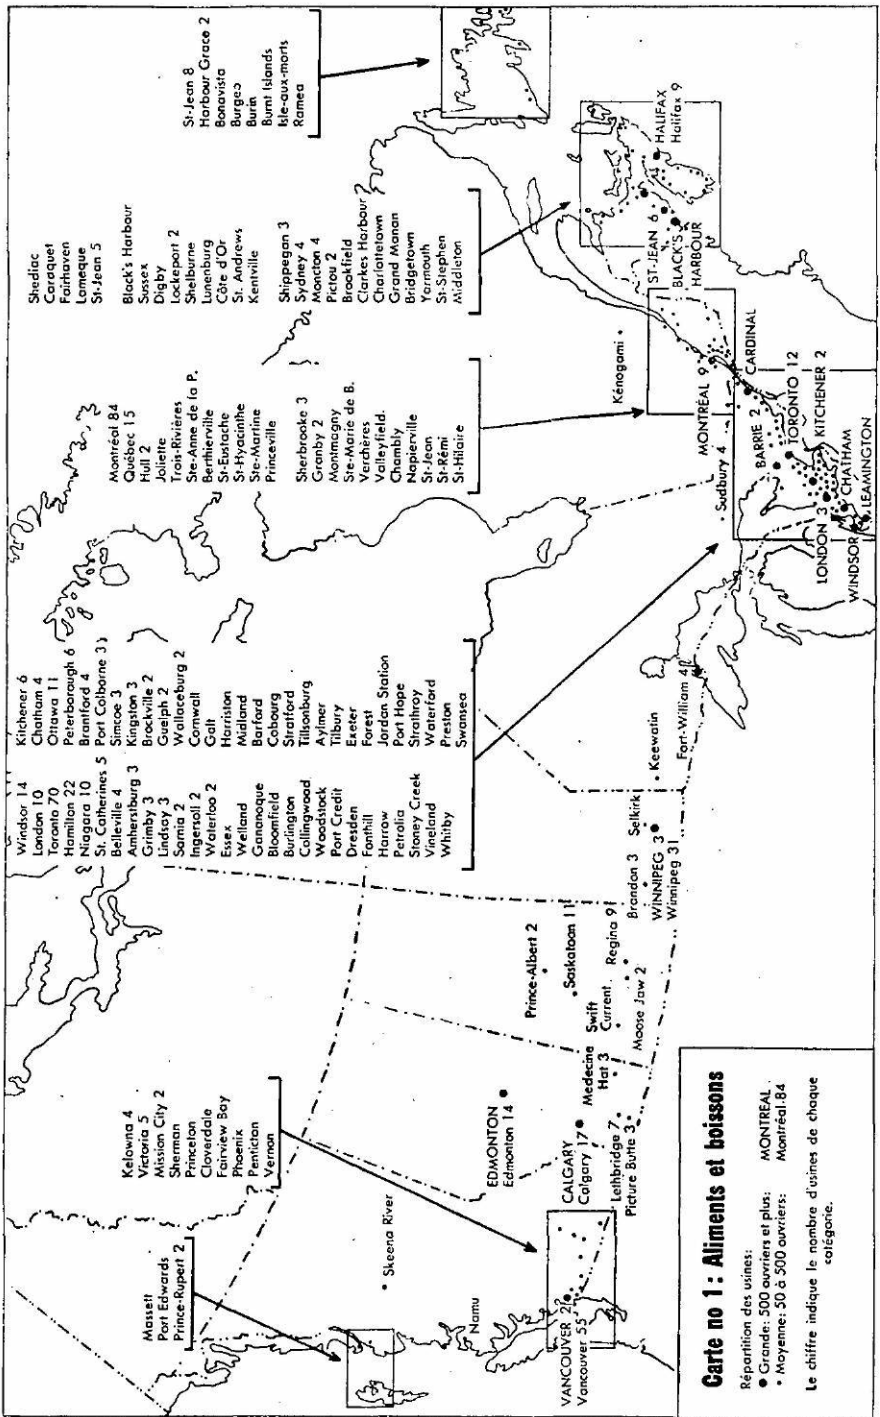 Massett
Port Edwards
Prince-Rupert 2
Kelowna 4
Victoria 5
Mission City 2
Sherman
Princeton
Cloverdale
Fairview Bay
Phoenix
Penticton
Vernon
Windsor 14
London 10
Toronto 70
Hamilton 22
Niagara 10
St. Catherines 5
Belleville 4
Amherstburg 3
Grimby 3
Lindsay 3
Sarnia 2
Ingersoll 2
Waterloo 2
Essex
Welland
Gananoque
Bloomfield
Burlington
Collingwood
Woodstock
Port Credit
Dresden
Fonthill
Harrow
Petrolia
Stoney Creek
Vineland
Whitby
Kitchener 6
Chatham 4
Ottawa 11
Peterborough 6
Brantford 4
Port Colborne 3
Simcoe 3
Kingston 3
Brockville 2
Guelph 2
Wallaceburg 2
Cornwall
Galt
Harriston
Midland
Barford
Cobourg
Stratford
Tillsonburg
Aylmer
Tilbury
Exeter
Forest
Jordan Station
Port Hope
Strathroy
Waterford
Preston
Swansea
Montréal 84
Québec 15
Hull 2
Joliette
Trois-Rivières
Ste-Anne de la P.
Berthierville
St-Eustache
St-Hyacinthe
Ste-Martine
Princeville
Sherbrooke 3
Granby 2
Montmagny
Ste-Marie de B.
Verchères
Valleyfield.
Chambly
Napierville
St-Jean
St-Rémi
St-Hilaire
Shediac
Caraquet
Fairhaven
Lameque
St-Jean 5
Black's Harbour
Sussex
Digby
Lockeport 2
Shelburne
Lunenburg
Côte d'Or
St. Andrews
Kentville
Shippegan 3
Sydney 4
Moncton 4
Pictou 2
Brookfield
Clarkes Harbour
Charlottetown
Grand Manan
Bridgetown
Yarmouth
St-Stephen
Middleton
St-Jean 8
Harbour Grace 2
Bonavista
Burgeo
Burin
Burnt Islands
Isle-aux-morts
Ramea
Skeena River
Namu
VANCOUVER 2
Vancouver 55
EDMONTON
Edmonton 14
CALGARY
Calgary 17
Lethbridge 7
Picture Butte 3
Medecine
Hat 3
Prince-Albert 2
Saskatoon 11
Swift
Current
Regina 9
Moose Jaw 2
Brandon 3
WINNIPEG 3
Winnipeg 31
Selkirk
Keewatin
Fort-William 4
Sudbury 4
Kénogami
MONTRÉAL 9
CARDINAL
BARRIE 2
TORONTO 12
KITCHENER 2
LONDON 3
CHATHAM
WINDSOR
LEAMINGTON
ST-JEAN 6
BLACK'S
HARBOUR
4
HALIFAX
Halifax 9
Carte no 1 : Aliments et boissons
Répartition des usines:
● Grande: 500 ouvriers et plus: MONTREAL
• Moyenne: 50 à 500 ouvriers: Montréal 84
Le chiffre indique le nombre d'usines de chaque
catégorie.